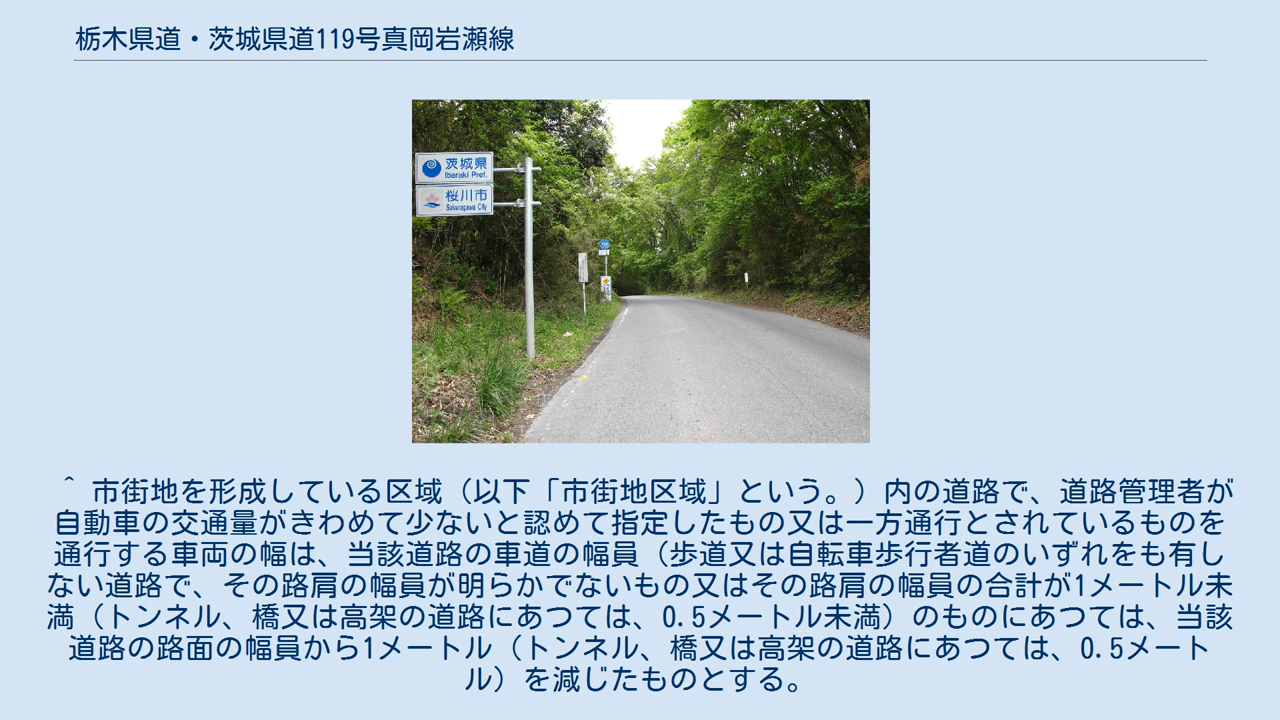 栃木県道・茨城県道119号真岡岩瀬線
茨城県
Ibaraki Pref.
桜川市
Sakuragawa City
^ 市街地を形成している区域（以下「市街地区域」という。）内の道路で、道路管理者が
自動車の交通量がきわめて少ないと認めて指定したもの又は一方通行とされているものを
通行する車両の幅は、当該道路の車道の幅員（歩道又は自転車歩行者道のいずれをも有し
ない道路で、その路肩の幅員が明らかでないもの又はその路肩の幅員の合計が1メートル未
満（トンネル、橋又は高架の道路にあつては、0.5メートル未満）のものにあつては、当該
道路の路面の幅員から1メートル（トンネル、橋又は高架の道路にあつては、0.5メート
ル）を減じたものとする。